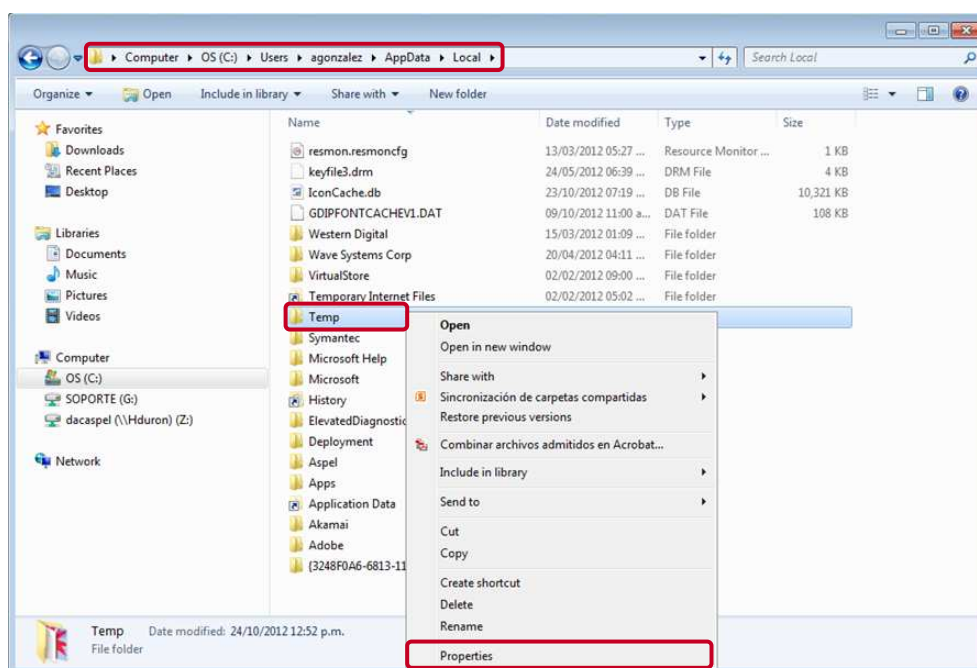 Computer ▸ OS (C:) ▸ Users ▸ agonzalez ▸ AppData ▸ Local ▸
Search Local
Organize ▾ Open Include in library ▾ Share with ▾ New folder
Name Date modified Type Size
Favorites
Downloads
Recent Places
Desktop
Libraries
Documents
Music
Pictures
Videos
Computer
OS (C:)
SOPORTE (G:)
dacaspel (\\Hduron) (Z:)
Network
resmon.resmoncfg 13/03/2012 05:27 ... Resource Monitor ... 1 KB
keyfile3.drm 24/05/2012 06:39 ... DRM File 4 KB
IconCache.db 23/10/2012 07:19 ... DB File 10,321 KB
GDIPFONTCACHEV1.DAT 09/10/2012 11:00 a... DAT File 108 KB
Western Digital 15/03/2012 01:09 ... File folder
Wave Systems Corp 20/04/2012 04:11 ... File folder
VirtualStore 02/02/2012 09:00 ... File folder
Temporary Internet Files 02/02/2012 05:02 ... File folder
Temp
Symantec
Microsoft Help
Microsoft
History
ElevatedDiagnostic
Deployment
Aspel
Apps
Application Data
Akamai
Adobe
{3248F0A6-6813-11
Open
Open in new window
Share with
Sincronización de carpetas compartidas
Restore previous versions
Combinar archivos admitidos en Acrobat...
Include in library
Send to
Cut
Copy
Create shortcut
Delete
Rename
Properties
Temp Date modified: 24/10/2012 12:52 p.m.
File folder